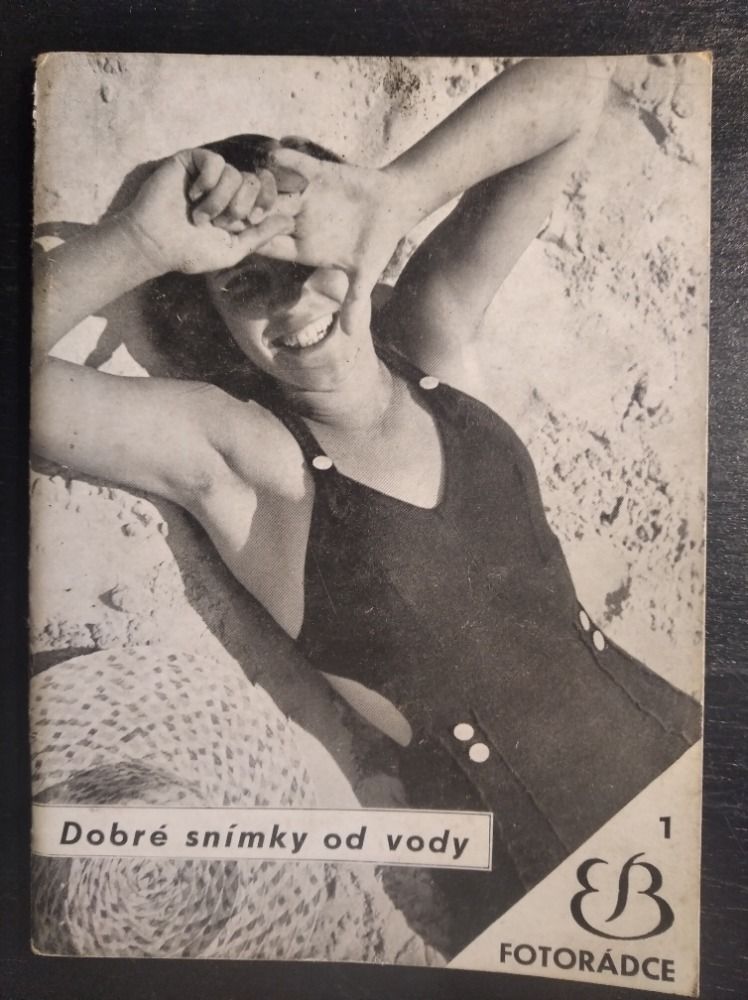 Dobré snímky od vody
1
EB
FOTORÁDCE